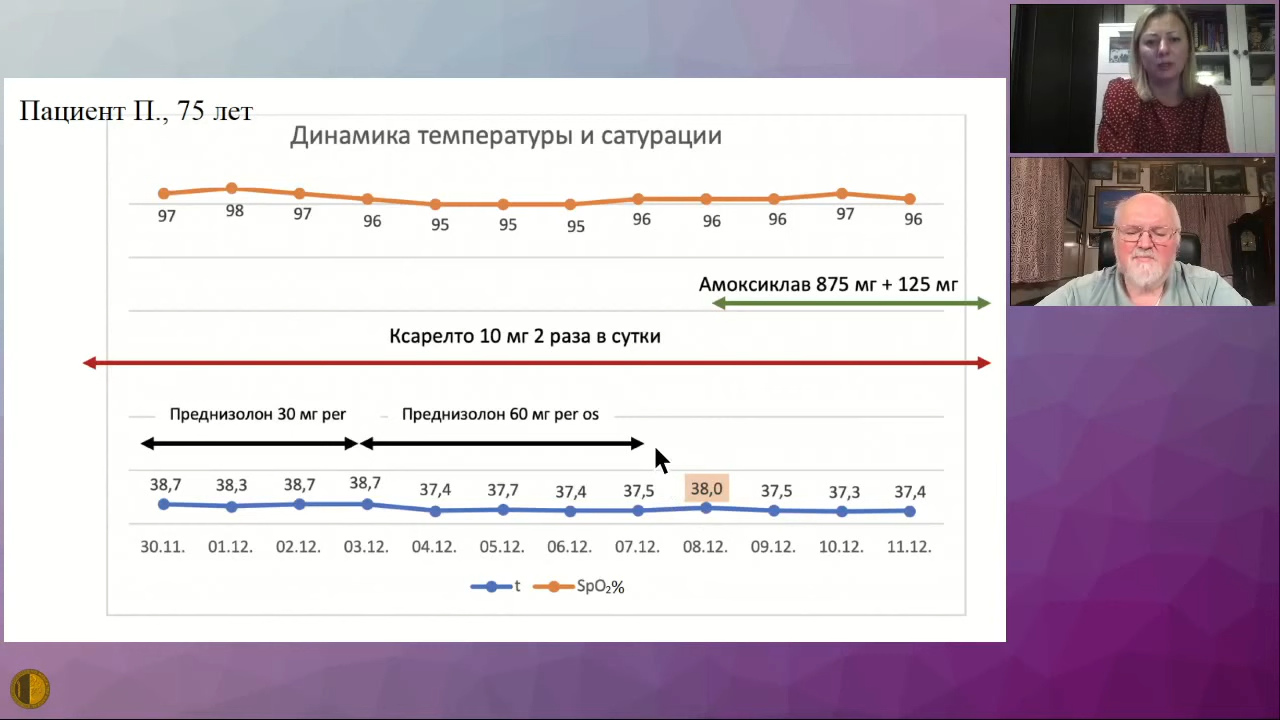 Пациент П., 75 лет
Динамика температуры и сатурации
97 98 97 96 95 95 95 96 96 96 97 96
Амоксиклав 875 мг + 125 мг
Ксарелто 10 мг 2 раза в сутки
Преднизолон 30 мг per Преднизолон 60 мг per os
38,7 38,3 38,7 38,7 37,4 37,7 37,4 37,5 38,0 37,5 37,3 37,4
30.11. 01.12. 02.12. 03.12. 04.12. 05.12. 06.12. 07.12. 08.12. 09.12. 10.12. 11.12.
t SpO₂%